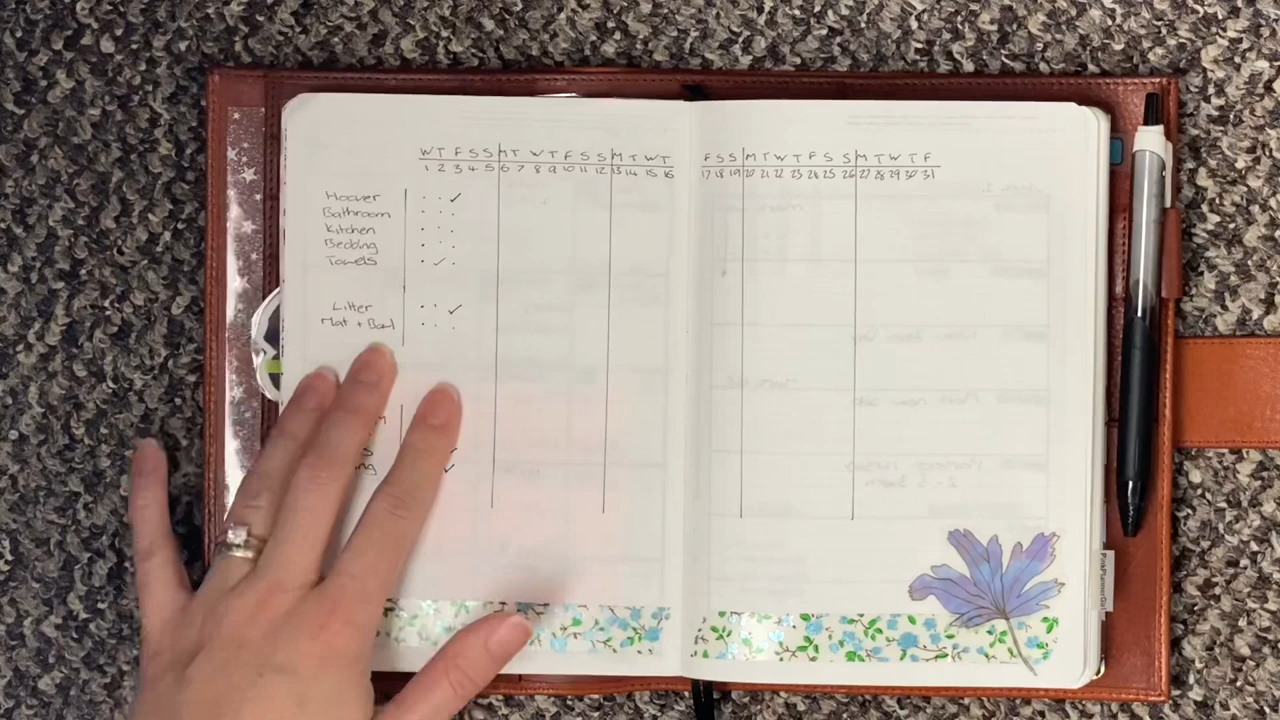 W T F S S M T W T F S S M T W T F S S M T W T F S S M T W T F
1 2 3 4 5 6 7 8 9 10 11 12 13 14 15 16 17 18 19 20 21 22 23 24 25 26 27 28 29 30 31
Hoover
Bathroom
Kitchen
Bedding
Towels
Litter
Mat + Bowl
PinkPlannerGirl